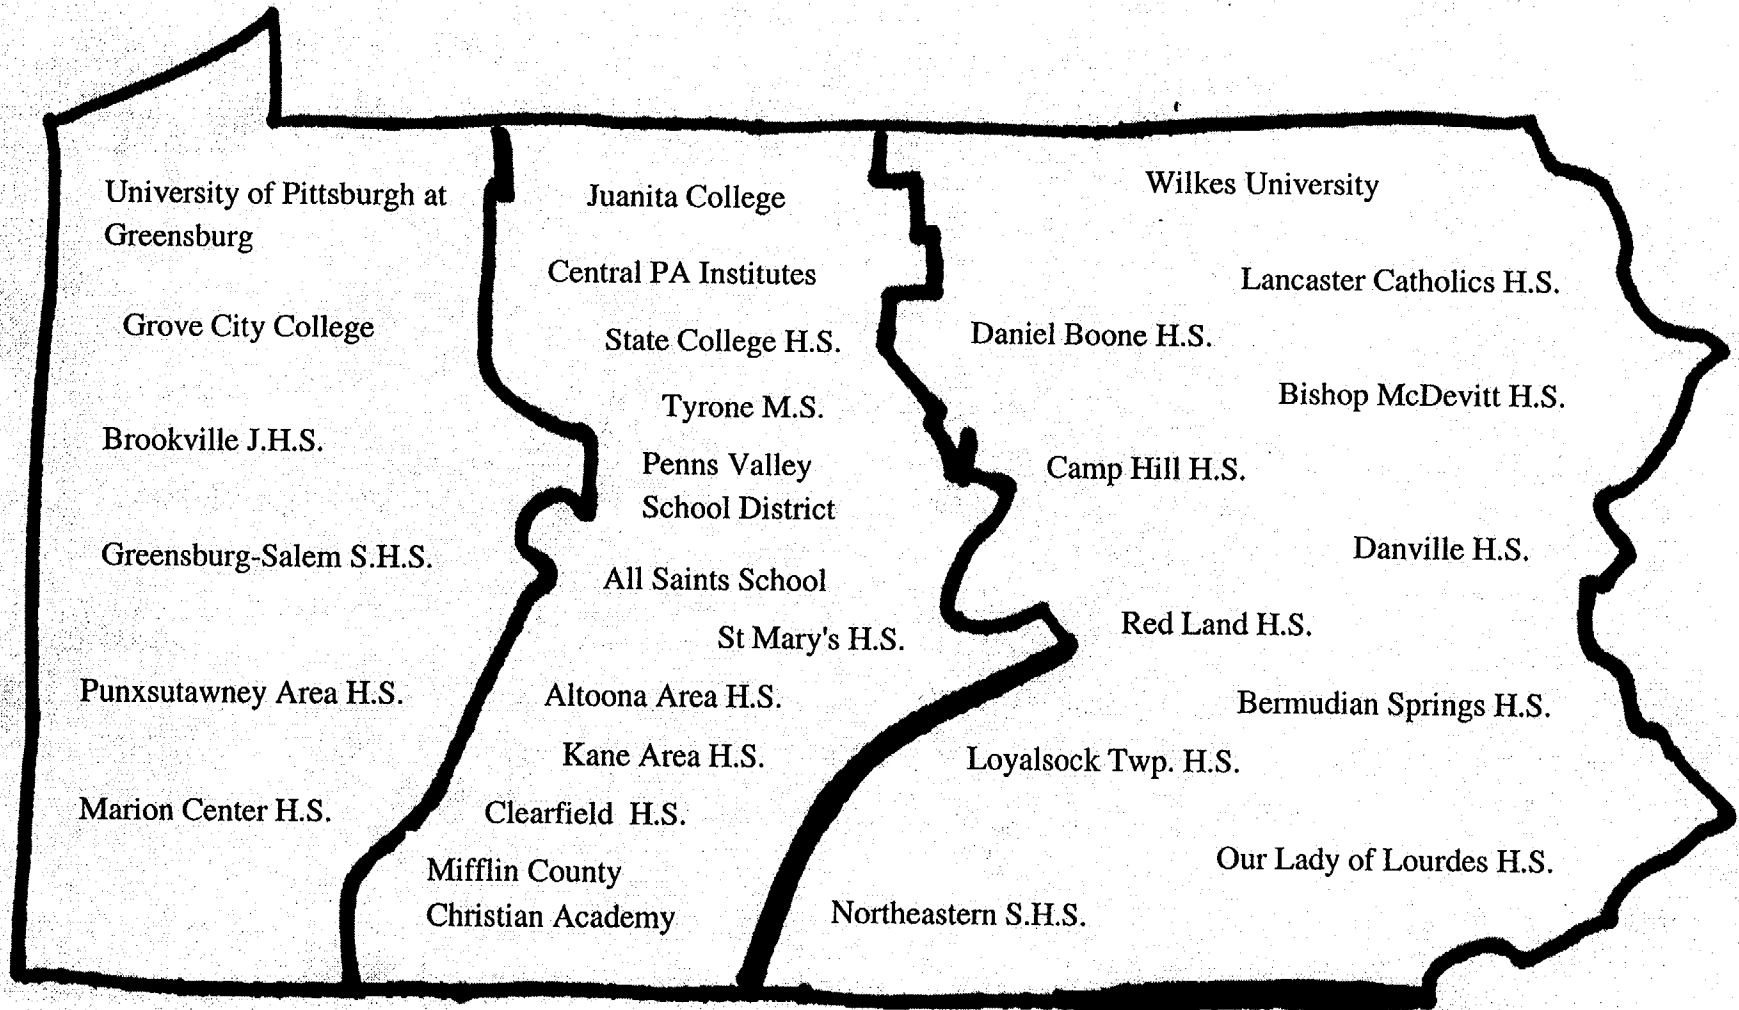 University of Pittsburgh at
Greensburg
Grove City College
Brookville J.H.S.
Greensburg-Salem S.H.S.
Punxsutawney Area H.S.
Marion Center H.S.
Juanita College
Central PA Institutes
State College H.S.
Tyrone M.S.
Penns Valley
School District
All Saints School
St Mary's H.S.
Altoona Area H.S.
Kane Area H.S.
Clearfield H.S.
Mifflin County
Christian Academy
Wilkes University
Lancaster Catholics H.S.
Daniel Boone H.S.
Bishop McDevitt H.S.
Camp Hill H.S.
Danville H.S.
Red Land H.S.
Bermudian Springs H.S.
Loyalsock Twp. H.S.
Our Lady of Lourdes H.S.
Northeastern S.H.S.